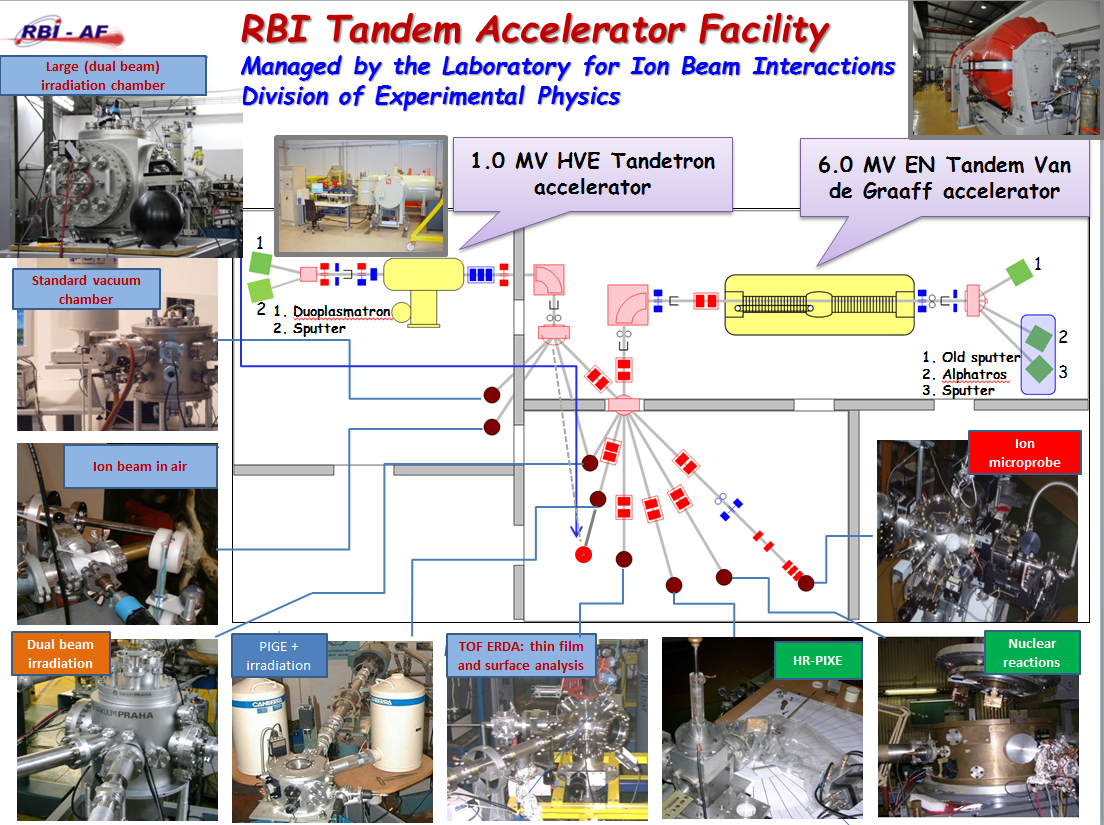 RBI - AF
RBI Tandem Accelerator Facility
Managed by the Laboratory for Ion Beam Interactions
Division of Experimental Physics
Large (dual beam)
irradiation chamber
1.0 MV HVE Tandetron
accelerator
6.0 MV EN Tandem Van
de Graaff accelerator
1
2
1. Duoplasmatron
2. Sputter
1
2
3
1. Old sputter
2. Alphatros
3. Sputter
Standard vacuum
chamber
Ion beam in air
Ion
microprobe
Dual beam
irradiation
PIGE +
irradiation
TOF ERDA: thin film
and surface analysis
HR-PIXE
Nuclear
reactions
CANBERRA